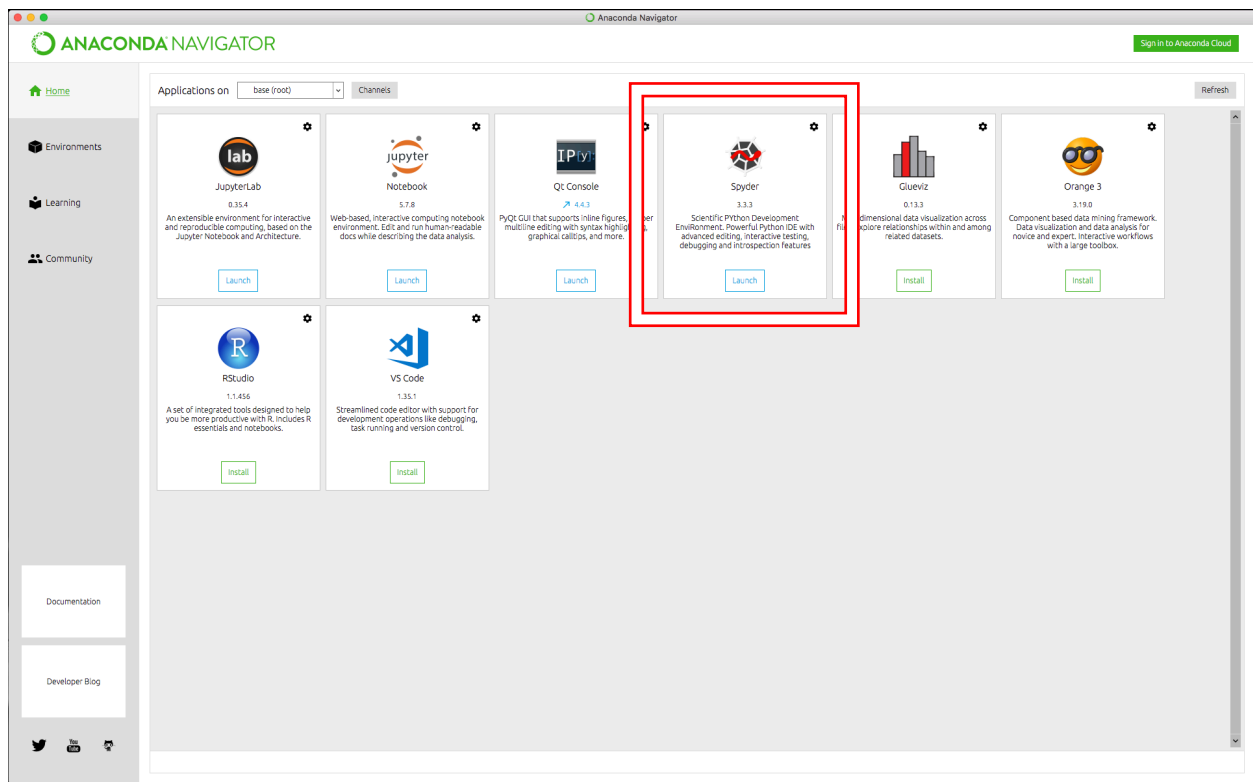 Anaconda Navigator
ANACONDA NAVIGATOR
Sign in to Anaconda Cloud
Home
Environments
Learning
Community
Documentation
Developer Blog
You
Tube
Applications on
base (root)
Channels
Refresh
lab
JupyterLab
0.35.4
An extensible environment for interactive
and reproducible computing, based on the
Jupyter Notebook and Architecture.
Launch
jupyter
Notebook
5.7.8
Web-based, interactive computing notebook
environment. Edit and run human-readable
docs while describing the data analysis.
Launch
IP[y]:
Qt Console
4.4.3
PyQt GUI that supports inline figures,
multiline editing with syntax
graphical calltips, and more.
Launch
Spyder
3.3.3
Scientific PYthon Development
EnviRonment. Powerful Python IDE with
advanced editing, interactive testing,
debugging and introspection features
Launch
Glueviz
0.13.3
dimensional data visualization across
explore relationships within and among
related datasets.
Install
Orange 3
3.19.0
Component based data mining framework.
Data visualization and data analysis for
novice and expert. Interactive workflows
with a large toolbox.
Install
R
RStudio
1.1.456
A set of integrated tools designed to help
you be more productive with R. Includes R
essentials and notebooks.
Install
VS Code
1.35.1
Streamlined code editor with support for
development operations like debugging,
task running and version control.
Install